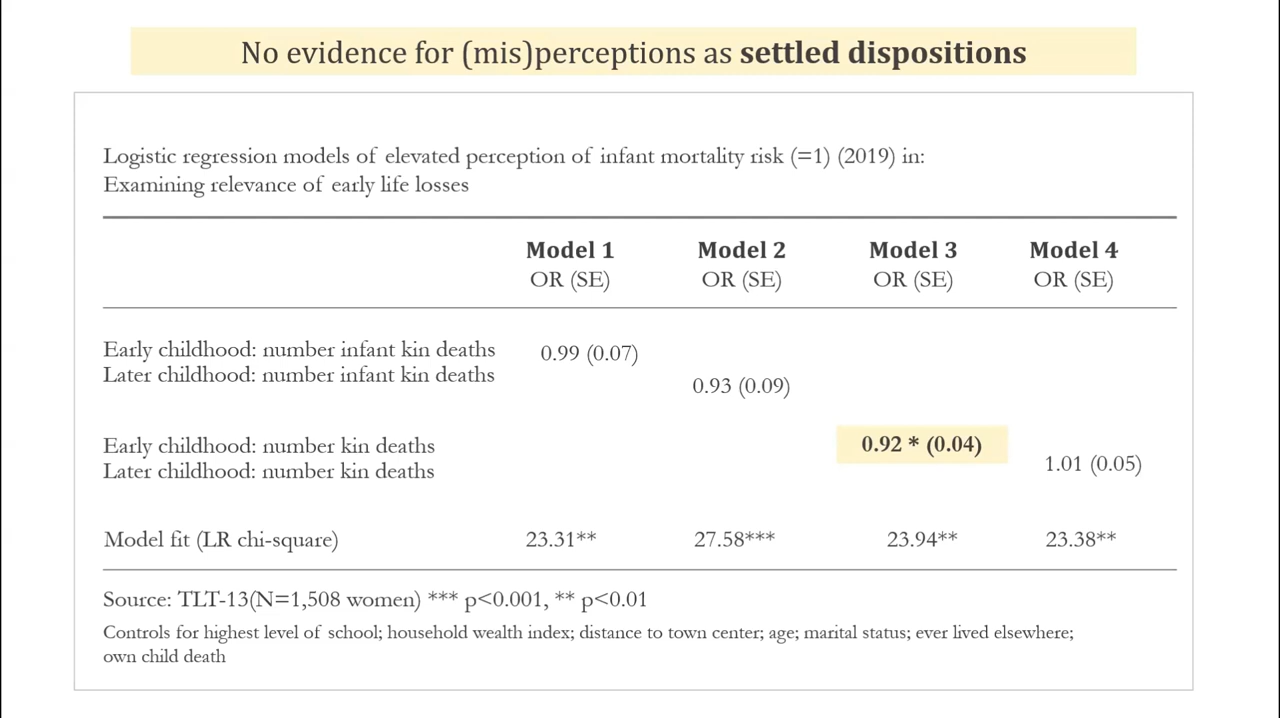 No evidence for (mis)perceptions as settled dispositions
Logistic regression models of elevated perception of infant mortality risk (=1) (2019) in:
Examining relevance of early life losses
Model 1 Model 2 Model 3 Model 4
OR (SE) OR (SE) OR (SE) OR (SE)
Early childhood: number infant kin deaths 0.99 (0.07)
Later childhood: number infant kin deaths 0.93 (0.09)
Early childhood: number kin deaths 0.92 * (0.04)
Later childhood: number kin deaths 1.01 (0.05)
Model fit (LR chi-square) 23.31** 27.58*** 23.94** 23.38**
Source: TLT-13(N=1,508 women) *** p<0.001, ** p<0.01
Controls for highest level of school; household wealth index; distance to town center; age; marital status; ever lived elsewhere;
own child death